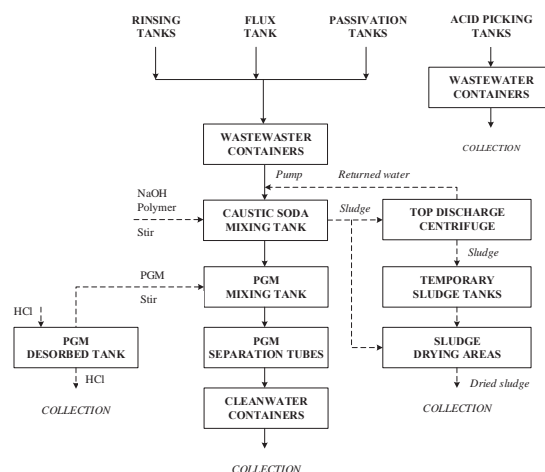 RINSING
TANKS
FLUX
TANK
PASSIVATION
TANKS
ACID PICKING
TANKS
WASTEWATER
CONTAINERS
COLLECTION
WASTEWASTER
CONTAINERS
Pump
Returned water
NaOH
Polymer
Stir
CAUSTIC SODA
MIXING TANK
Sludge
TOP DISCHARGE
CENTRIFUGE
Sludge
PGM
Stir
PGM
MIXING TANK
TEMPORARY
SLUDGE TANKS
HCl
PGM
DESORBED TANK
PGM
SEPARATION TUBES
SLUDGE
DRYING AREAS
HCl
Dried sludge
COLLECTION
CLEANWATER
CONTAINERS
COLLECTION
COLLECTION